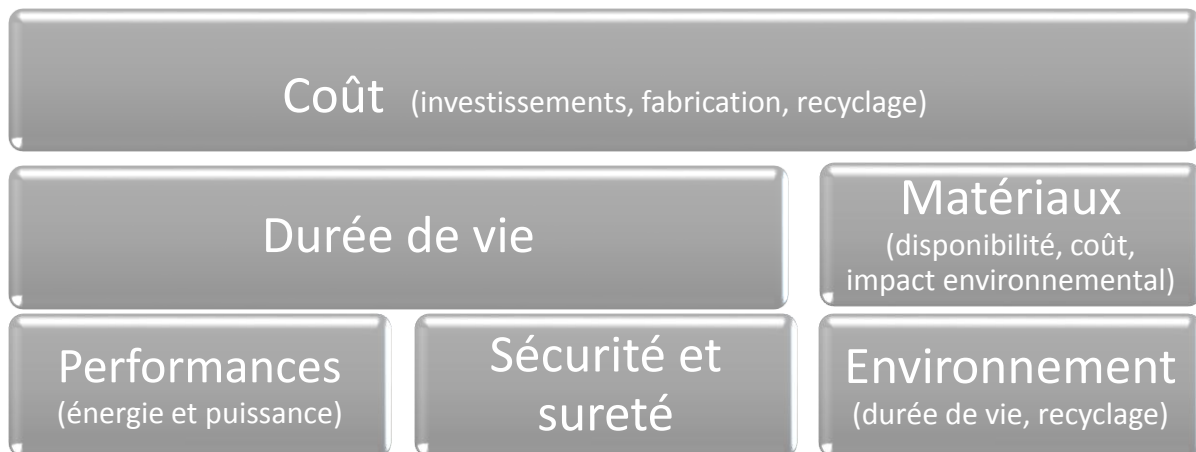 Coût (investissements, fabrication, recyclage)
Durée de vie
Matériaux
(disponibilité, coût,
impact environnemental)
Performances
(énergie et puissance)
Sécurité et
sureté
Environnement
(durée de vie, recyclage)